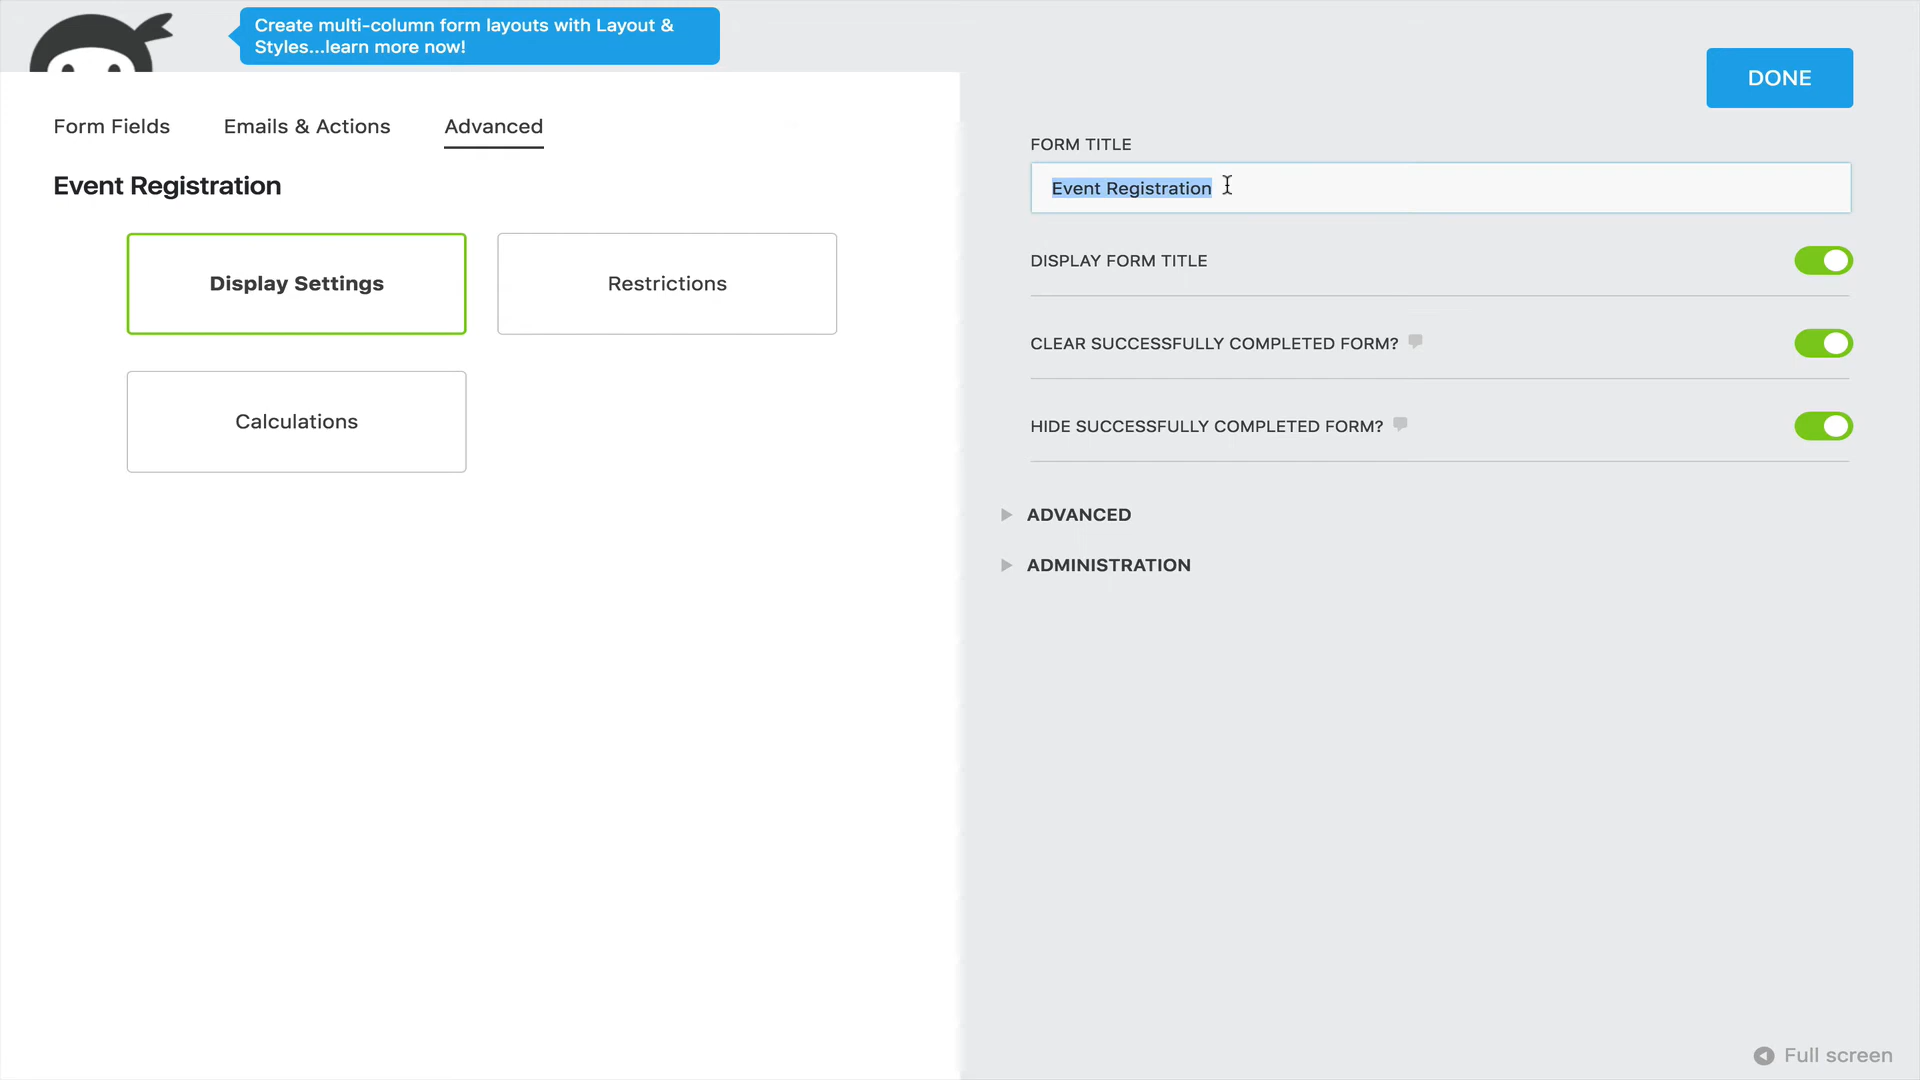 Create multi-column form layouts with Layout &
Styles...learn more now!
DONE
Form Fields
Emails & Actions
Advanced
Event Registration
Display Settings
Restrictions
Calculations
FORM TITLE
Event Registration
DISPLAY FORM TITLE
CLEAR SUCCESSFULLY COMPLETED FORM?
HIDE SUCCESSFULLY COMPLETED FORM?
ADVANCED
ADMINISTRATION
Full screen